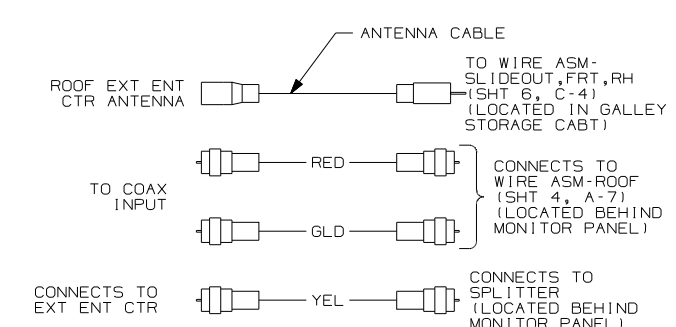 ANTENNA CABLE
ROOF EXT ENT
CTR ANTENNA
TO WIRE ASM-
SLIDEOUT,FRT,RH
(SHT 6, C-4)
(LOCATED IN GALLEY
STORAGE CABT)
TO COAX
INPUT
RED
GLD
CONNECTS TO
WIRE ASM-ROOF
(SHT 4, A-7)
(LOCATED BEHIND
MONITOR PANEL)
CONNECTS TO
EXT ENT CTR
YEL
CONNECTS TO
SPLITTER
(LOCATED BEHIND
MONITOR PANEL)